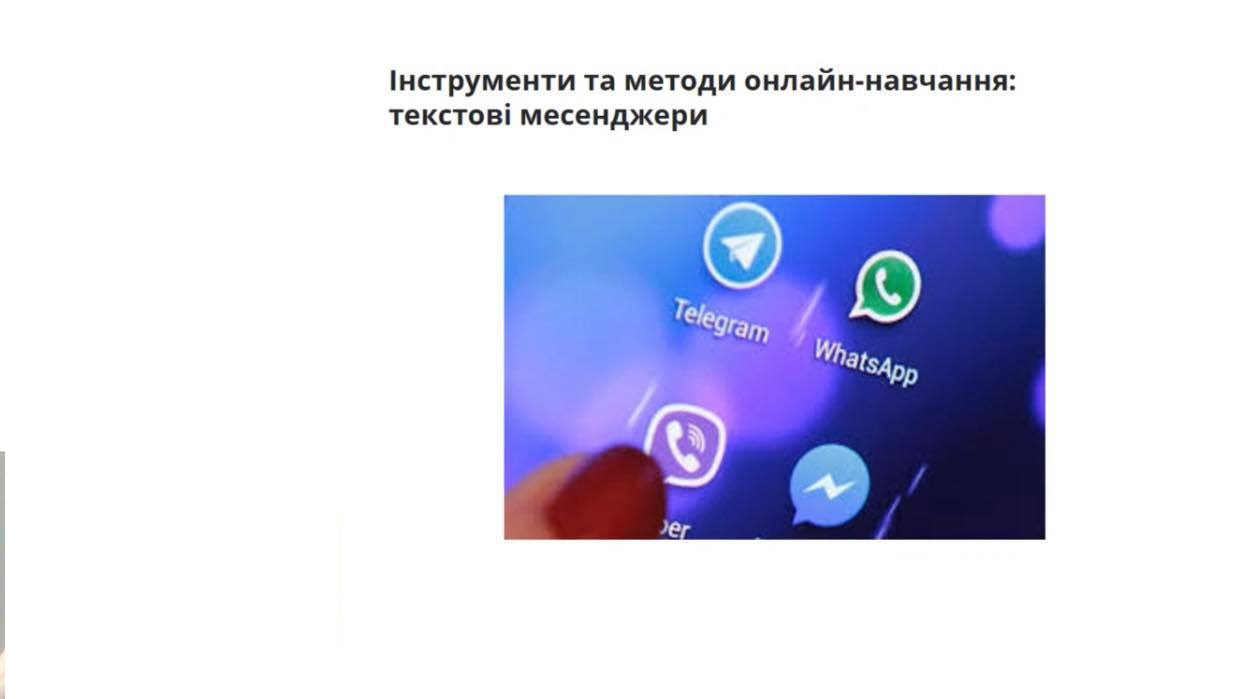 Інструменти та методи онлайн-навчання:
текстові месенджери
Telegram
WhatsApp